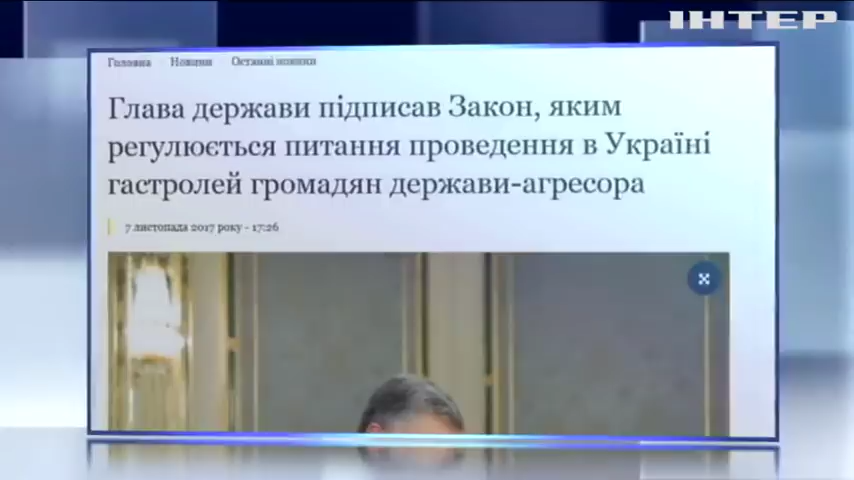 ІНТЕР
Головна Новини Останні новини
Глава держави підписав Закон, яким
регулюється питання проведення в Україні
гастролей громадян держави-агресора
7 листопада 2017 року - 17:26